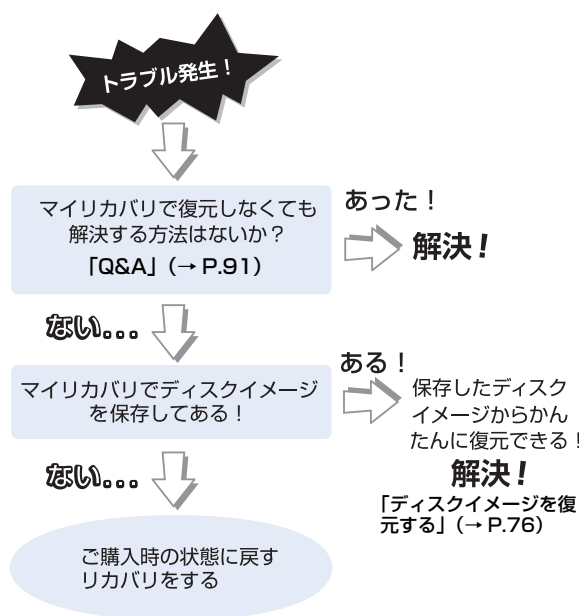 トラブル発生！
マイリカバリで復元しなくても
解決する方法はないか？
「Q&A」（→ P.91）
あった！
解決！
ない...
マイリカバリでディスクイメージ
を保存してある！
ある！
保存したディスク
イメージからかん
たんに復元できる！
解決！
「ディスクイメージを復
元する」（→ P.76）
ない...
ご購入時の状態に戻す
リカバリをする